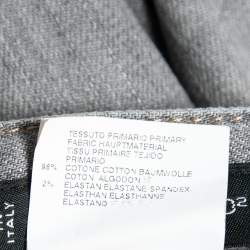 TESSUTO PRIMARIO PRIMARY
FABRIC HAUPTMATERIAL
TISSU PRIMAIRE TEJIDO
PRIMARIO
98% COTONE COTTON BAUMWOLLE
COTON ALGODON
2% ELASTAN ELASTANE SPANDEX
ELASTHAN ELASTHANNE
ELASTANO
ITALY